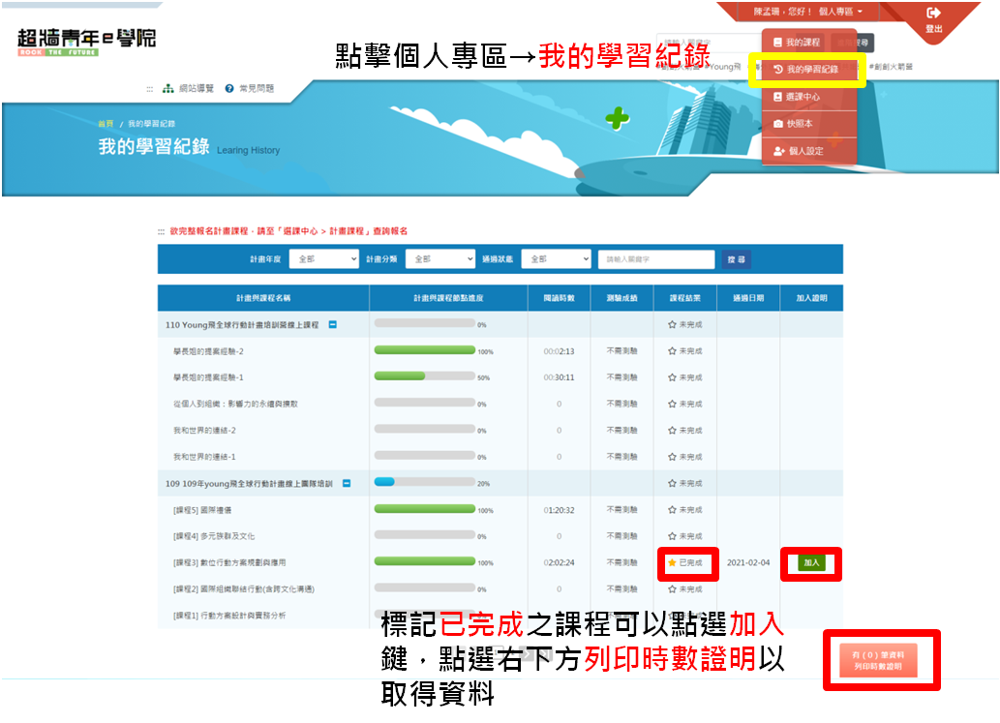 陳孟珊，您好！ 個人專區
登出
超牆青年e學院
BOOK THE FUTURE
點擊個人專區→我的學習紀錄
我的課程
我的學習紀錄
#Young飛
#創創火箭營
選課中心
快照本
個人設定
::: 網站導覽 常見問題
首頁 / 我的學習紀錄
我的學習紀錄 Learing History
::: 欲完整報名計畫課程，請至「選課中心 > 計畫課程」查詢報名
計畫年度 全部 計畫分類 全部 通過狀態 全部 請輸入關鍵字 搜尋
計畫與課程名稱 計畫與課程節點進度 閱讀時數 測驗成績 課程結業 通過日期 加入證明
110 Young飛全球行動計畫培訓營線上課程 0% 未完成
學長姐的提案經驗-2 100% 00:02:13 不需測驗 未完成
學長姐的提案經驗-1 50% 00:30:11 不需測驗 未完成
從個人到組織：影響力的永續與擴散 0% 0 不需測驗 未完成
我和世界的連結-2 0% 0 不需測驗 未完成
我和世界的連結-1 0% 0 不需測驗 未完成
109 109年young飛全球行動計畫線上團隊培訓 20% 未完成
[課程5] 國際禮儀 100% 01:20:32 不需測驗 未完成
[課程4] 多元族群及文化 0% 0 不需測驗 未完成
[課程3] 數位行動方案規劃與應用 100% 02:02:24 不需測驗 已完成 2021-02-04 加入
[課程2] 國際組織聯結行動(含跨文化溝通) 0% 0 不需測驗 未完成
[課程1] 行動方案設計與實務分析
標記已完成之課程可以點選加入
鍵，點選右下方列印時數證明以
取得資料
有 ( 0 ) 筆資料
列印時數證明